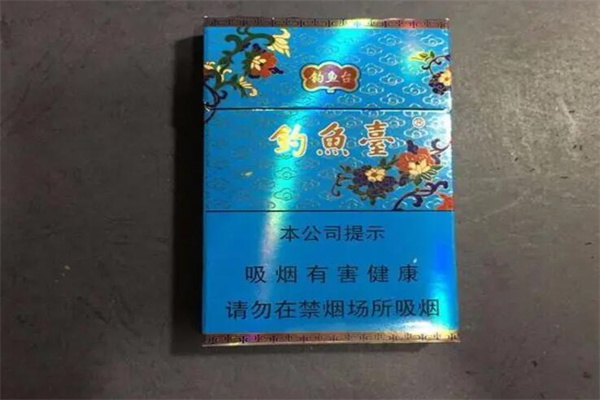 钓鱼台
釣魚臺®
本公司提示
吸烟有害健康
请勿在禁烟场所吸烟